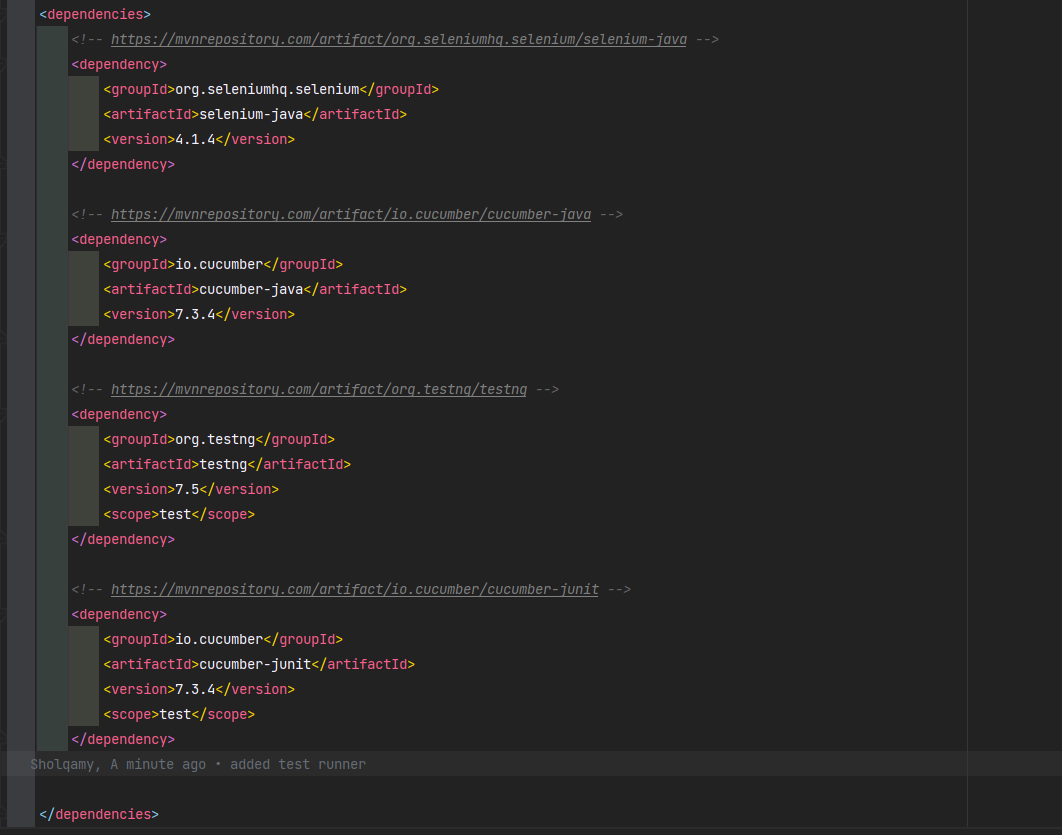 <dependencies>
<!-- https://mvnrepository.com/artifact/org.seleniumhq.selenium/selenium-java -->
<dependency>
<groupId>org.seleniumhq.selenium</groupId>
<artifactId>selenium-java</artifactId>
<version>4.1.4</version>
</dependency>
<!-- https://mvnrepository.com/artifact/io.cucumber/cucumber-java -->
<dependency>
<groupId>io.cucumber</groupId>
<artifactId>cucumber-java</artifactId>
<version>7.3.4</version>
</dependency>
<!-- https://mvnrepository.com/artifact/org.testng/testng -->
<dependency>
<groupId>org.testng</groupId>
<artifactId>testng</artifactId>
<version>7.5</version>
<scope>test</scope>
</dependency>
<!-- https://mvnrepository.com/artifact/io.cucumber/cucumber-junit -->
<dependency>
<groupId>io.cucumber</groupId>
<artifactId>cucumber-junit</artifactId>
<version>7.3.4</version>
<scope>test</scope>
</dependency>
Sholqamy, A minute ago • added test runner
</dependencies>